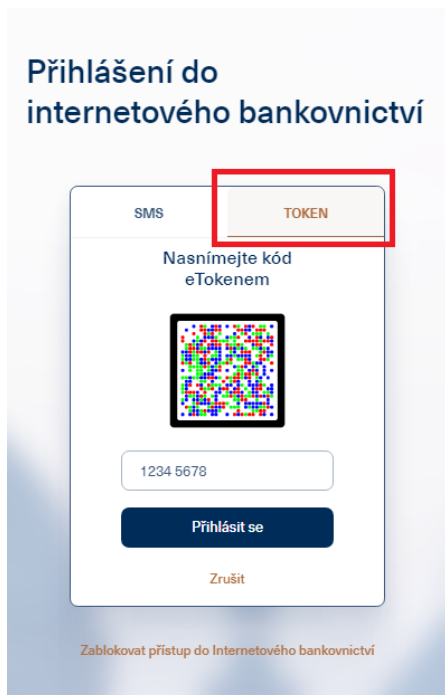 Přihlášení do
internetového bankovnictví
SMS
TOKEN
Nasnímejte kód
eTokenem
1234 5678
Přihlásit se
Zrušit
Zablokovat přístup do Internetového bankovnictví